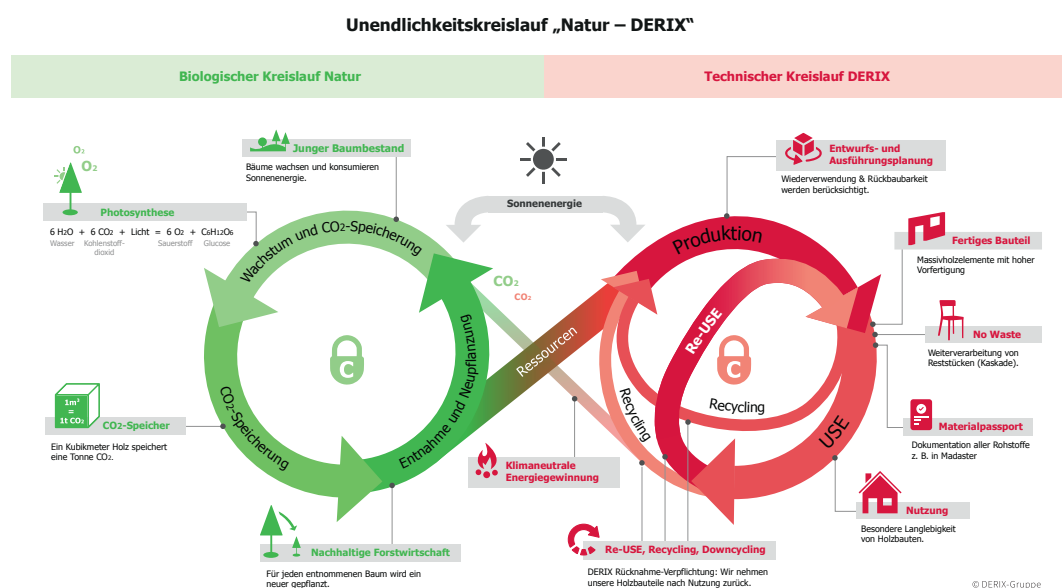 Unendlichkeitskreislauf „Natur – DERIX“
Biologischer Kreislauf Natur
Technischer Kreislauf DERIX
O₂
O₂
Junger Baumbestand
Bäume wachsen und konsumieren
Sonnenenergie.
Photosynthese
6 H₂O + 6 CO₂ + Licht = 6 O₂ + C₆H₁₂O₆
Wasser Kohlenstoff- Sauerstoff Glucose
dioxid
Sonnenenergie
Entwurfs- und
Ausführungsplanung
Wiederverwendung & Rückbaubarkeit
werden berücksichtigt.
Fertiges Bauteil
Massivholzelemente mit hoher
Vorfertigung
No Waste
Weiterverarbeitung von
Reststücken (Kaskade).
Materialpassport
Dokumentation aller Rohstoffe
z. B. in Madaster
Nutzung
Besondere Langlebigkeit
von Holzbauten.
Wachstum und CO₂-Speicherung
CO₂-Speicherung
Entnahme und Neupflanzung
C
CO₂
CO₂
Ressourcen
Produktion
Re-USE
C
Recycling
Recycling
USE
1m³
=
1t CO₂
CO2-Speicher
Ein Kubikmeter Holz speichert
eine Tonne CO₂.
Klimaneutrale
Energiegewinnung
Nachhaltige Forstwirtschaft
Für jeden entnommenen Baum wird ein
neuer gepflanzt.
Re-USE, Recycling, Downcycling
DERIX Rücknahme-Verpflichtung: Wir nehmen
unsere Holzbauteile nach Nutzung zurück.
© DERIX-Gruppe